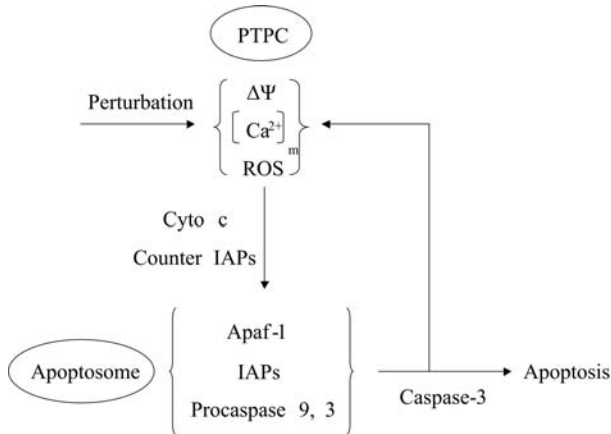 PTPC
Perturbation
ΔΨ
[Ca²⁺]m
ROS
Cyto c
Counter IAPs
Apoptosome
Apaf-1
IAPs
Procaspase 9, 3
Caspase-3
Apoptosis